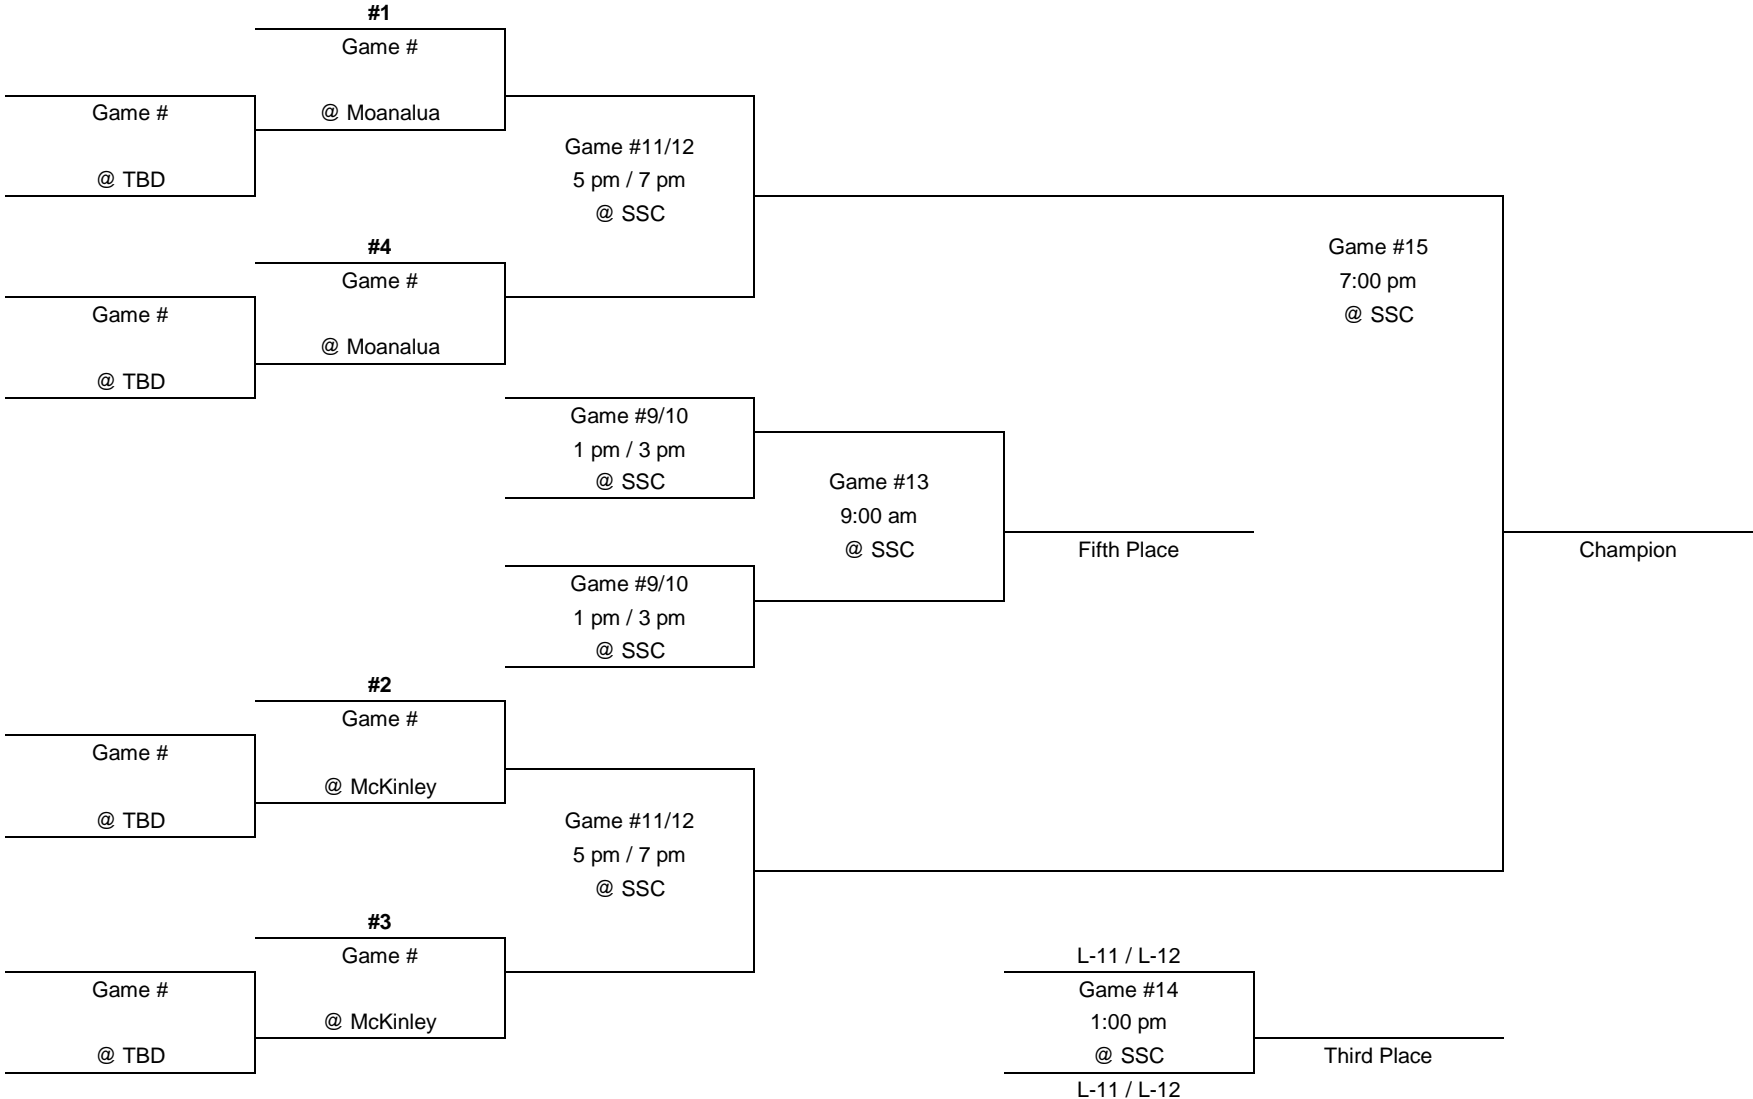 #1
Game #
@ Moanalua
Game #
@ TBD
Game #11/12
5 pm / 7 pm
@ SSC
#4
Game #
@ Moanalua
Game #
@ TBD
Game #15
7:00 pm
@ SSC
Game #9/10
1 pm / 3 pm
@ SSC
Game #13
9:00 am
@ SSC
Fifth Place
Champion
Game #9/10
1 pm / 3 pm
@ SSC
#2
Game #
@ McKinley
Game #
@ TBD
Game #11/12
5 pm / 7 pm
@ SSC
#3
Game #
@ McKinley
Game #
@ TBD
L-11 / L-12
Game #14
1:00 pm
@ SSC
L-11 / L-12
Third Place